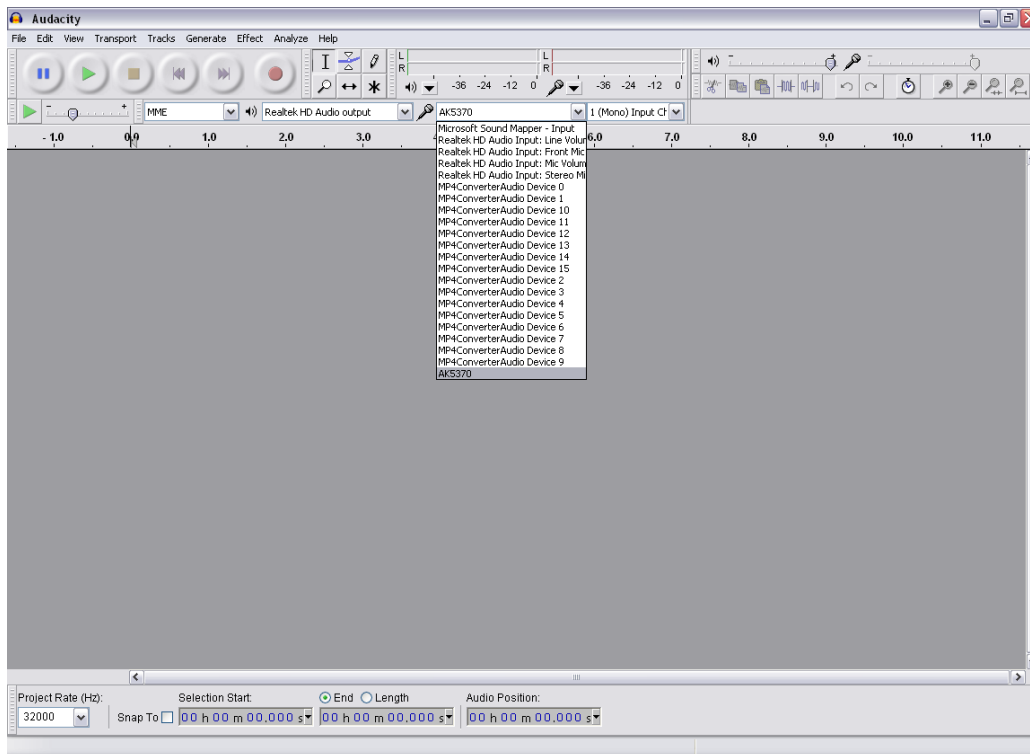 Audacity
File Edit View Transport Tracks Generate Effect Analyze Help
L
R
-36 -24 -12 0
L
R
-36 -24 -12 0
MME
Realtek HD Audio output
AK5370
1 (Mono) Input Ch
- 1.0 0.0 1.0 2.0 3.0 6.0 7.0 8.0 9.0 10.0 11.0
Microsoft Sound Mapper - Input
Realtek HD Audio Input: Line Volur
Realtek HD Audio Input: Front Mic
Realtek HD Audio Input: Mic Volum
Realtek HD Audio Input: Stereo Mi
MP4ConverterAudio Device 0
MP4ConverterAudio Device 1
MP4ConverterAudio Device 10
MP4ConverterAudio Device 11
MP4ConverterAudio Device 12
MP4ConverterAudio Device 13
MP4ConverterAudio Device 14
MP4ConverterAudio Device 15
MP4ConverterAudio Device 2
MP4ConverterAudio Device 3
MP4ConverterAudio Device 4
MP4ConverterAudio Device 5
MP4ConverterAudio Device 6
MP4ConverterAudio Device 7
MP4ConverterAudio Device 8
MP4ConverterAudio Device 9
AK5370
Project Rate (Hz): Selection Start: End Length Audio Position:
32000 Snap To 00 h 00 m 00.000 s 00 h 00 m 00.000 s 00 h 00 m 00.000 s